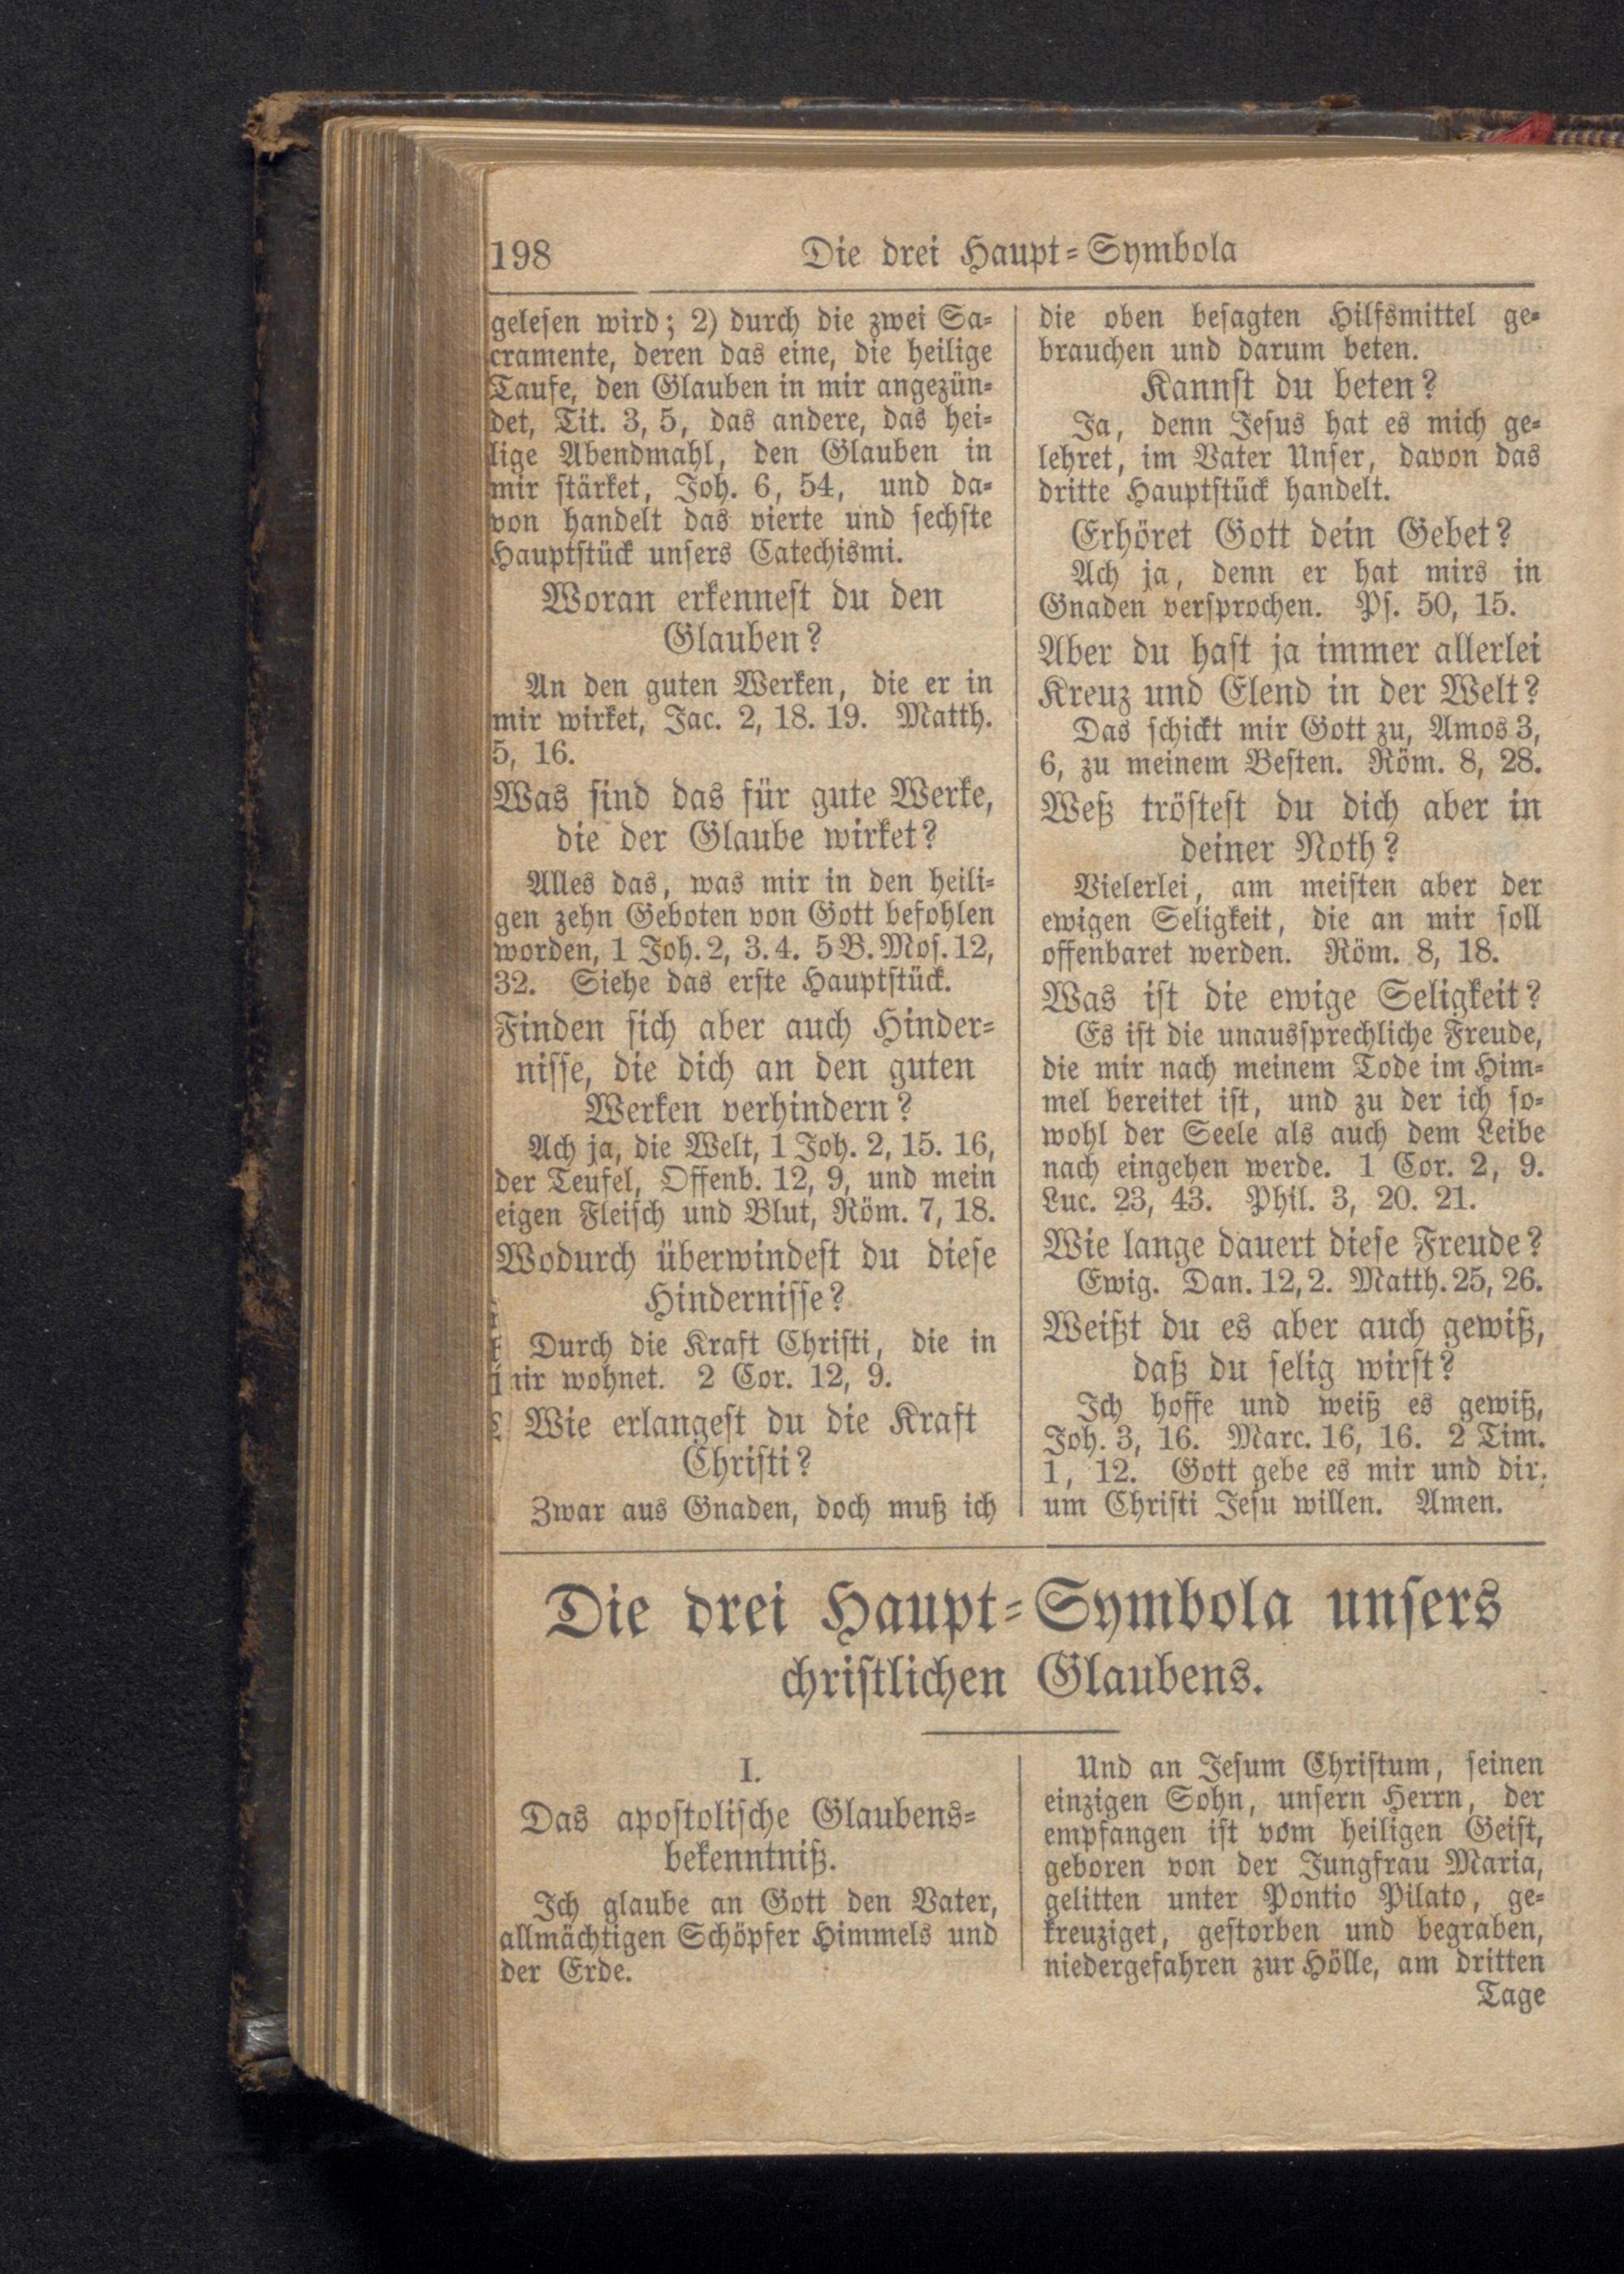 198 Die drei Haupt-Symbola
gelesen wird; 2) durch die zwei Sa-
cramente, deren das eine, die heilige
Taufe, den Glauben in mir angezün-
det, Tit. 3, 5, das andere, das hei-
lige Abendmahl, den Glauben in
mir stärket, Joh. 6, 54, und da-
von handelt das vierte und sechste
Hauptstück unsers Catechismi.
Woran erkennest du den
Glauben?
An den guten Werken, die er in
mir wirket, Jac. 2, 18. 19. Matth.
5, 16.
Was sind das für gute Werke,
die der Glaube wirket?
Alles das, was mir in den heili-
gen zehn Geboten von Gott befohlen
worden, 1 Joh. 2, 3. 4. 5 B. Mos. 12,
32. Siehe das erste Hauptstück.
Finden sich aber auch Hinder-
nisse, die dich an den guten
Werken verhindern?
Ach ja, die Welt, 1 Joh. 2, 15. 16,
der Teufel, Offenb. 12, 9, und mein
eigen Fleisch und Blut, Röm. 7, 18.
Wodurch überwindest du diese
Hindernisse?
Durch die Kraft Christi, die in
mir wohnet. 2 Cor. 12, 9.
Wie erlangest du die Kraft
Christi?
Zwar aus Gnaden, doch muß ich
die oben besagten Hilfsmittel ge-
brauchen und darum beten.
Kannst du beten?
Ja, denn Jesus hat es mich ge-
lehret, im Vater Unser, davon das
dritte Hauptstück handelt.
Erhöret Gott dein Gebet?
Ach ja, denn er hat mirs in
Gnaden versprochen. Ps. 50, 15.
Aber du hast ja immer allerlei
Kreuz und Elend in der Welt?
Das schickt mir Gott zu, Amos 3,
6, zu meinem Besten. Röm. 8, 28.
Weß tröstest du dich aber in
deiner Noth?
Vielerlei, am meisten aber der
ewigen Seligkeit, die an mir soll
offenbaret werden. Röm. 8, 18.
Was ist die ewige Seligkeit?
Es ist die unaussprechliche Freude,
die mir nach meinem Tode im Him-
mel bereitet ist, und zu der ich so-
wohl der Seele als auch dem Leibe
nach eingehen werde. 1 Cor. 2, 9.
Luc. 23, 43. Phil. 3, 20. 21.
Wie lange dauert diese Freude?
Ewig. Dan. 12, 2. Matth. 25, 26.
Weißt du es aber auch gewiß,
daß du selig wirst?
Ich hoffe und weiß es gewiß,
Joh. 3, 16. Marc. 16, 16. 2 Tim.
1, 12. Gott gebe es mir und dir,
um Christi Jesu willen. Amen.
Die drei Haupt-Symbola unsers
christlichen Glaubens.
I.
Das apostolische Glaubens-
bekenntniß.
Ich glaube an Gott den Vater,
allmächtigen Schöpfer Himmels und
der Erde.
Und an Jesum Christum, seinen
einzigen Sohn, unsern Herrn, der
empfangen ist vom heiligen Geist,
geboren von der Jungfrau Maria,
gelitten unter Pontio Pilato, ge-
kreuziget, gestorben und begraben,
niedergefahren zur Hölle, am dritten
Tage